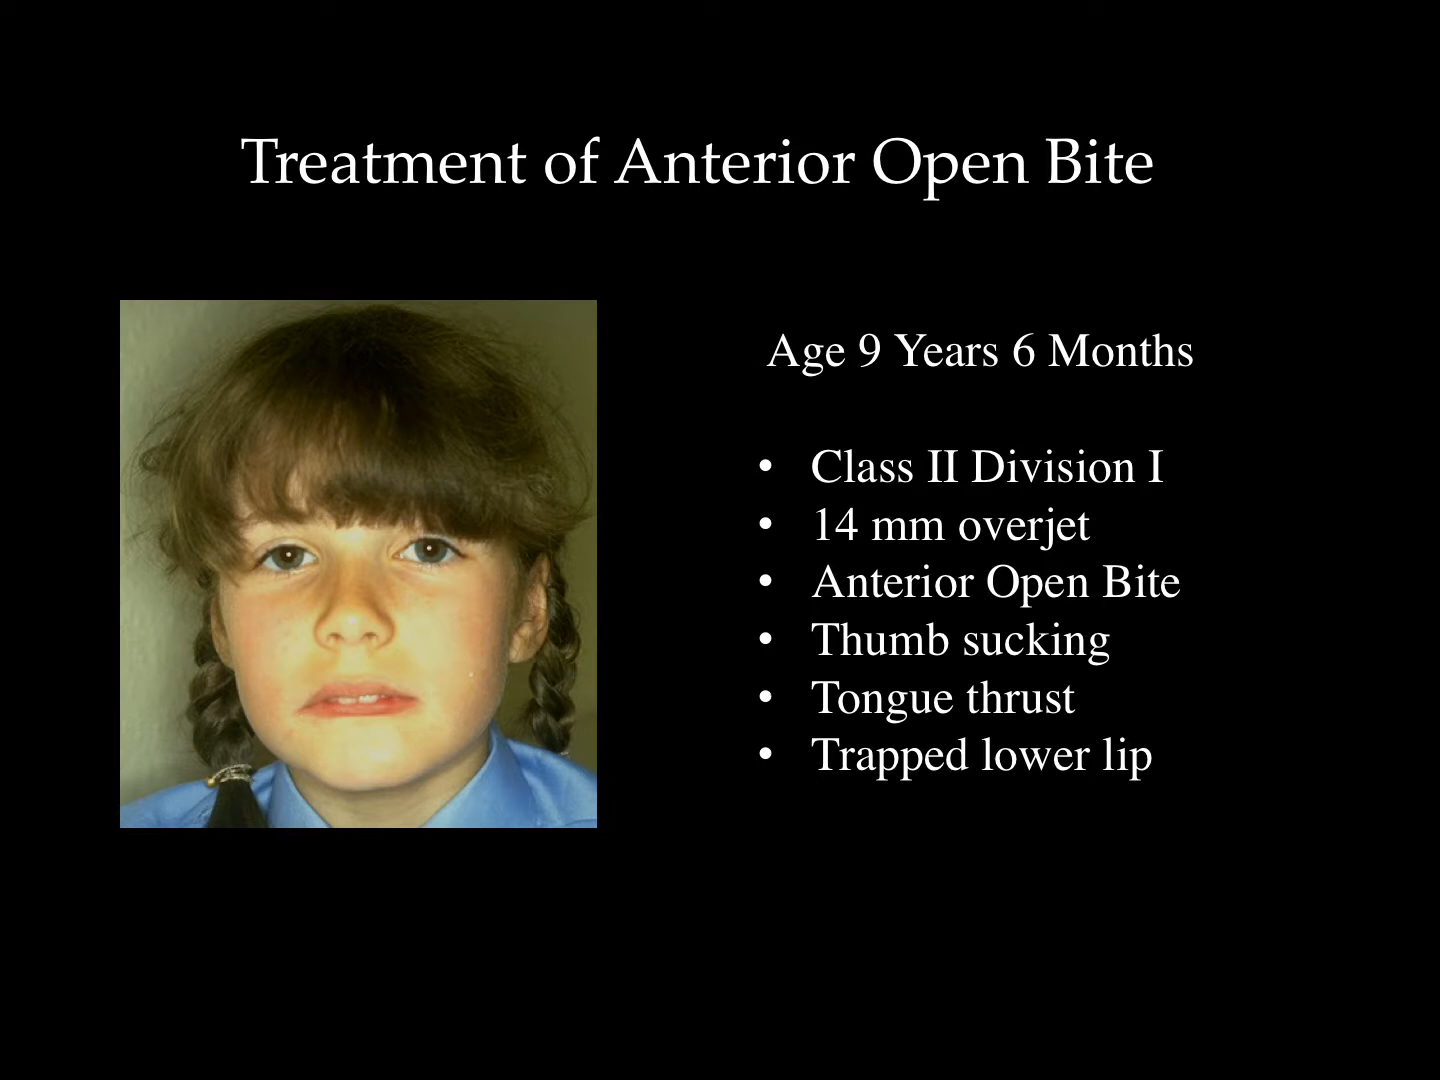 Treatment of Anterior Open Bite
Age 9 Years 6 Months
• Class II Division I
• 14 mm overjet
• Anterior Open Bite
• Thumb sucking
• Tongue thrust
• Trapped lower lip